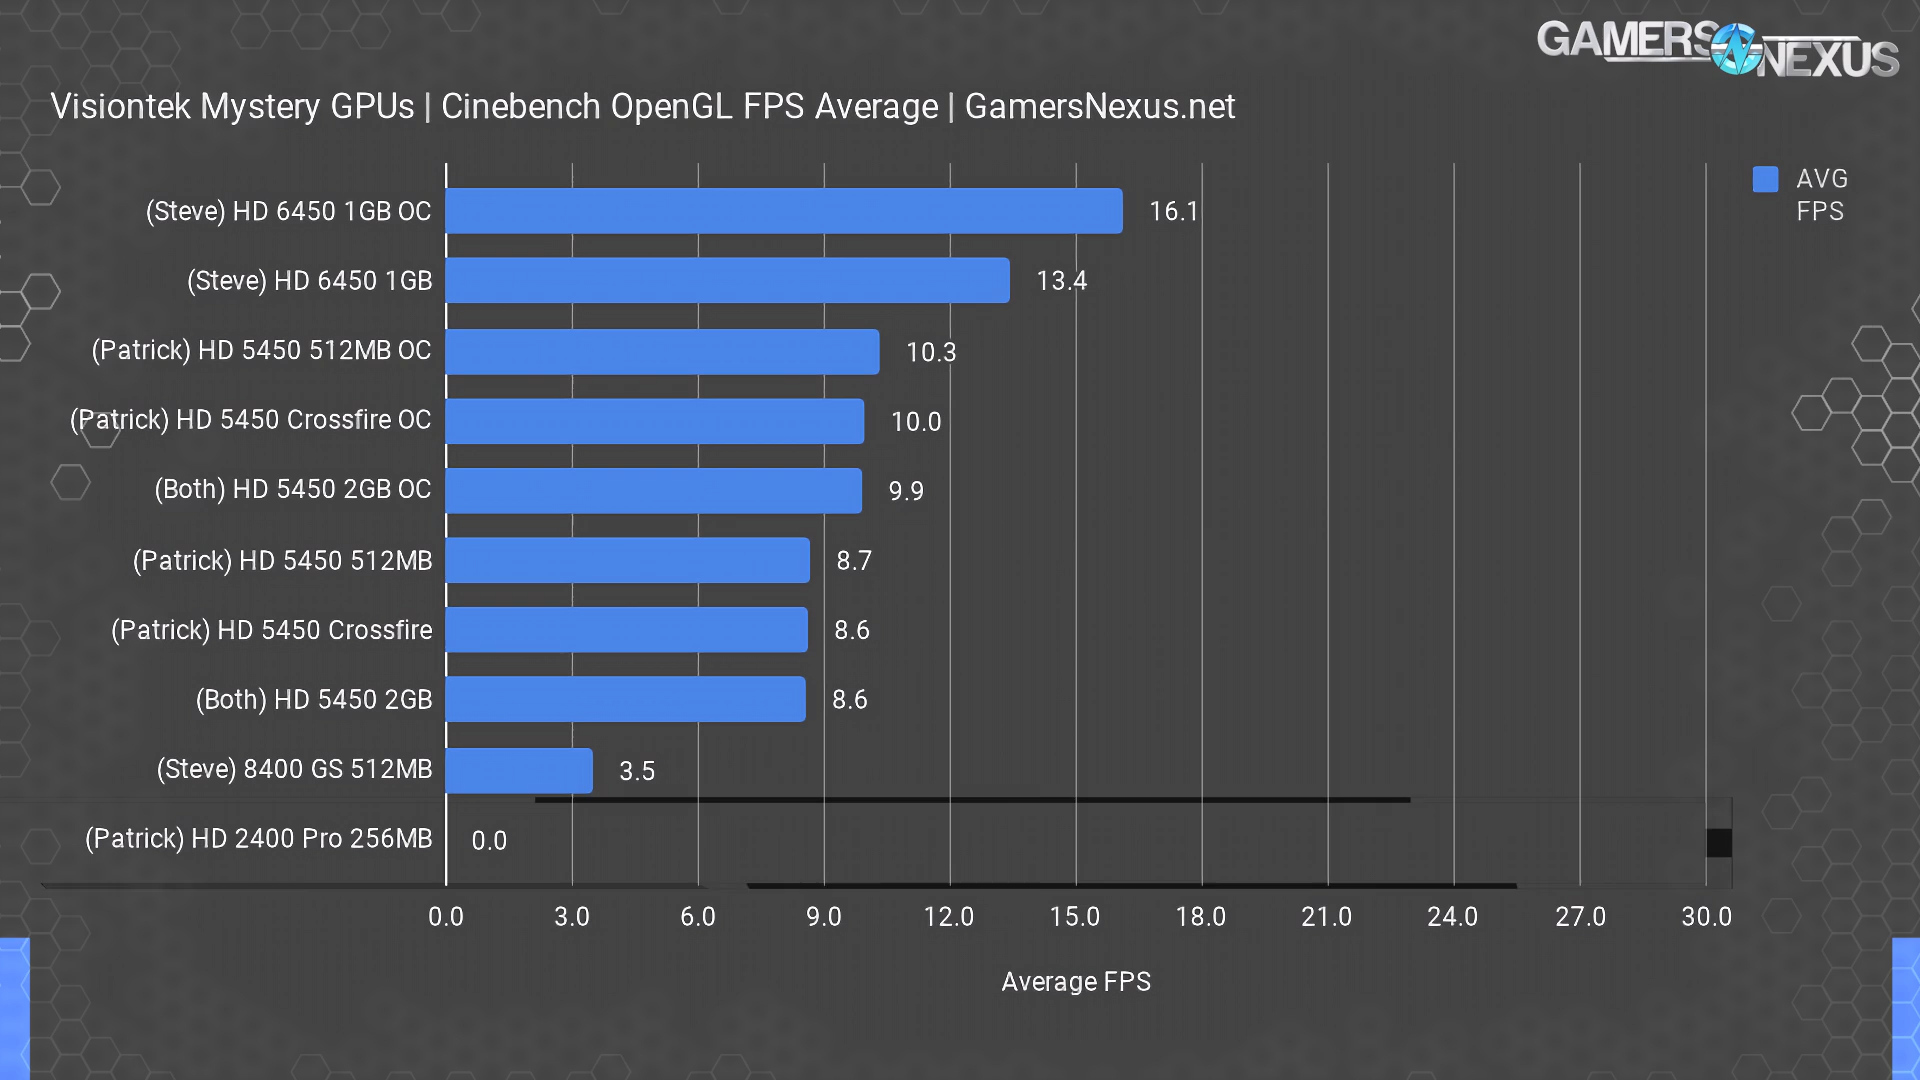 GAMERS NEXUS
Visiontek Mystery GPUs | Cinebench OpenGL FPS Average | GamersNexus.net
AVG
FPS
(Steve) HD 6450 1GB OC 16.1
(Steve) HD 6450 1GB 13.4
(Patrick) HD 5450 512MB OC 10.3
(Patrick) HD 5450 Crossfire OC 10.0
(Both) HD 5450 2GB OC 9.9
(Patrick) HD 5450 512MB 8.7
(Patrick) HD 5450 Crossfire 8.6
(Both) HD 5450 2GB 8.6
(Steve) 8400 GS 512MB 3.5
(Patrick) HD 2400 Pro 256MB 0.0
0.0 3.0 6.0 9.0 12.0 15.0 18.0 21.0 24.0 27.0 30.0
Average FPS